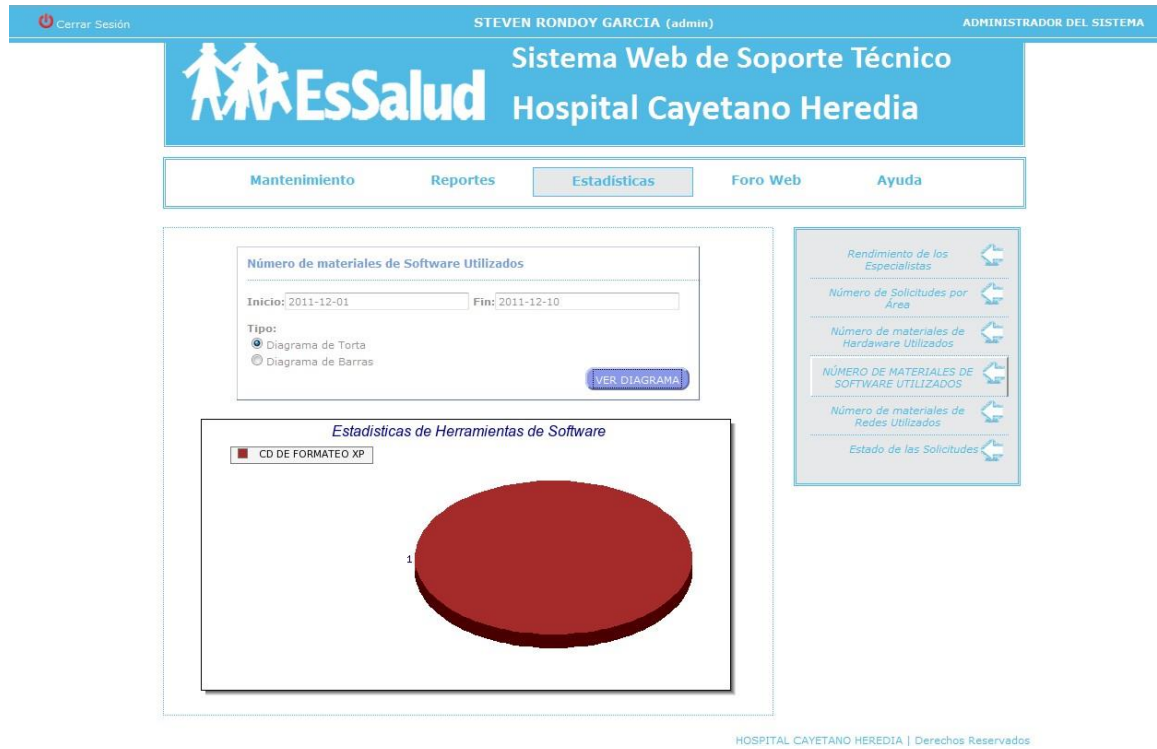 Cerrar Sesión
STEVEN RONDOY GARCIA (admin)
ADMINISTRADOR DEL SISTEMA
EsSalud
Sistema Web de Soporte Técnico
Hospital Cayetano Heredia
Mantenimiento
Reportes
Estadísticas
Foro Web
Ayuda
Número de materiales de Software Utilizados
Inicio: 2011-12-01 Fin: 2011-12-10
Tipo:
Diagrama de Torta
Diagrama de Barras
VER DIAGRAMA
Estadisticas de Herramientas de Software
CD DE FORMATEO XP
1
Rendimiento de los
Especialistas
Número de Solicitudes por
Área
Número de materiales de
Hardaware Utilizados
NÚMERO DE MATERIALES DE
SOFTWARE UTILIZADOS
Número de materiales de
Redes Utilizados
Estado de las Solicitudes
HOSPITAL CAYETANO HEREDIA | Derechos Reservados